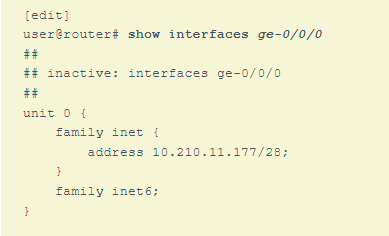 [edit]
user@router# show interfaces ge-0/0/0
##
## inactive: interfaces ge-0/0/0
##
unit 0 {
    family inet {
        address 10.210.11.177/28;
    }
    family inet6;
}